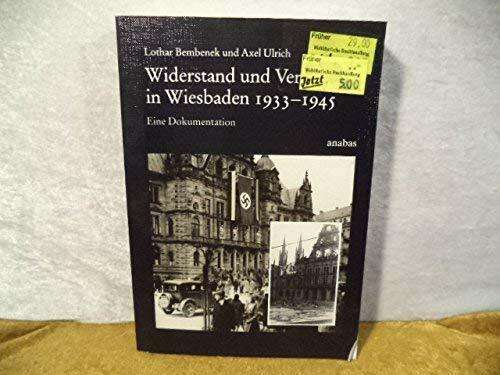 Lothar Bembenek und Axel Ulrich
Widerstand und Ver
in Wiesbaden 1933–1945
Eine Dokumentation
anabas
Früher
29,80
Früher
Jetzt
5,00